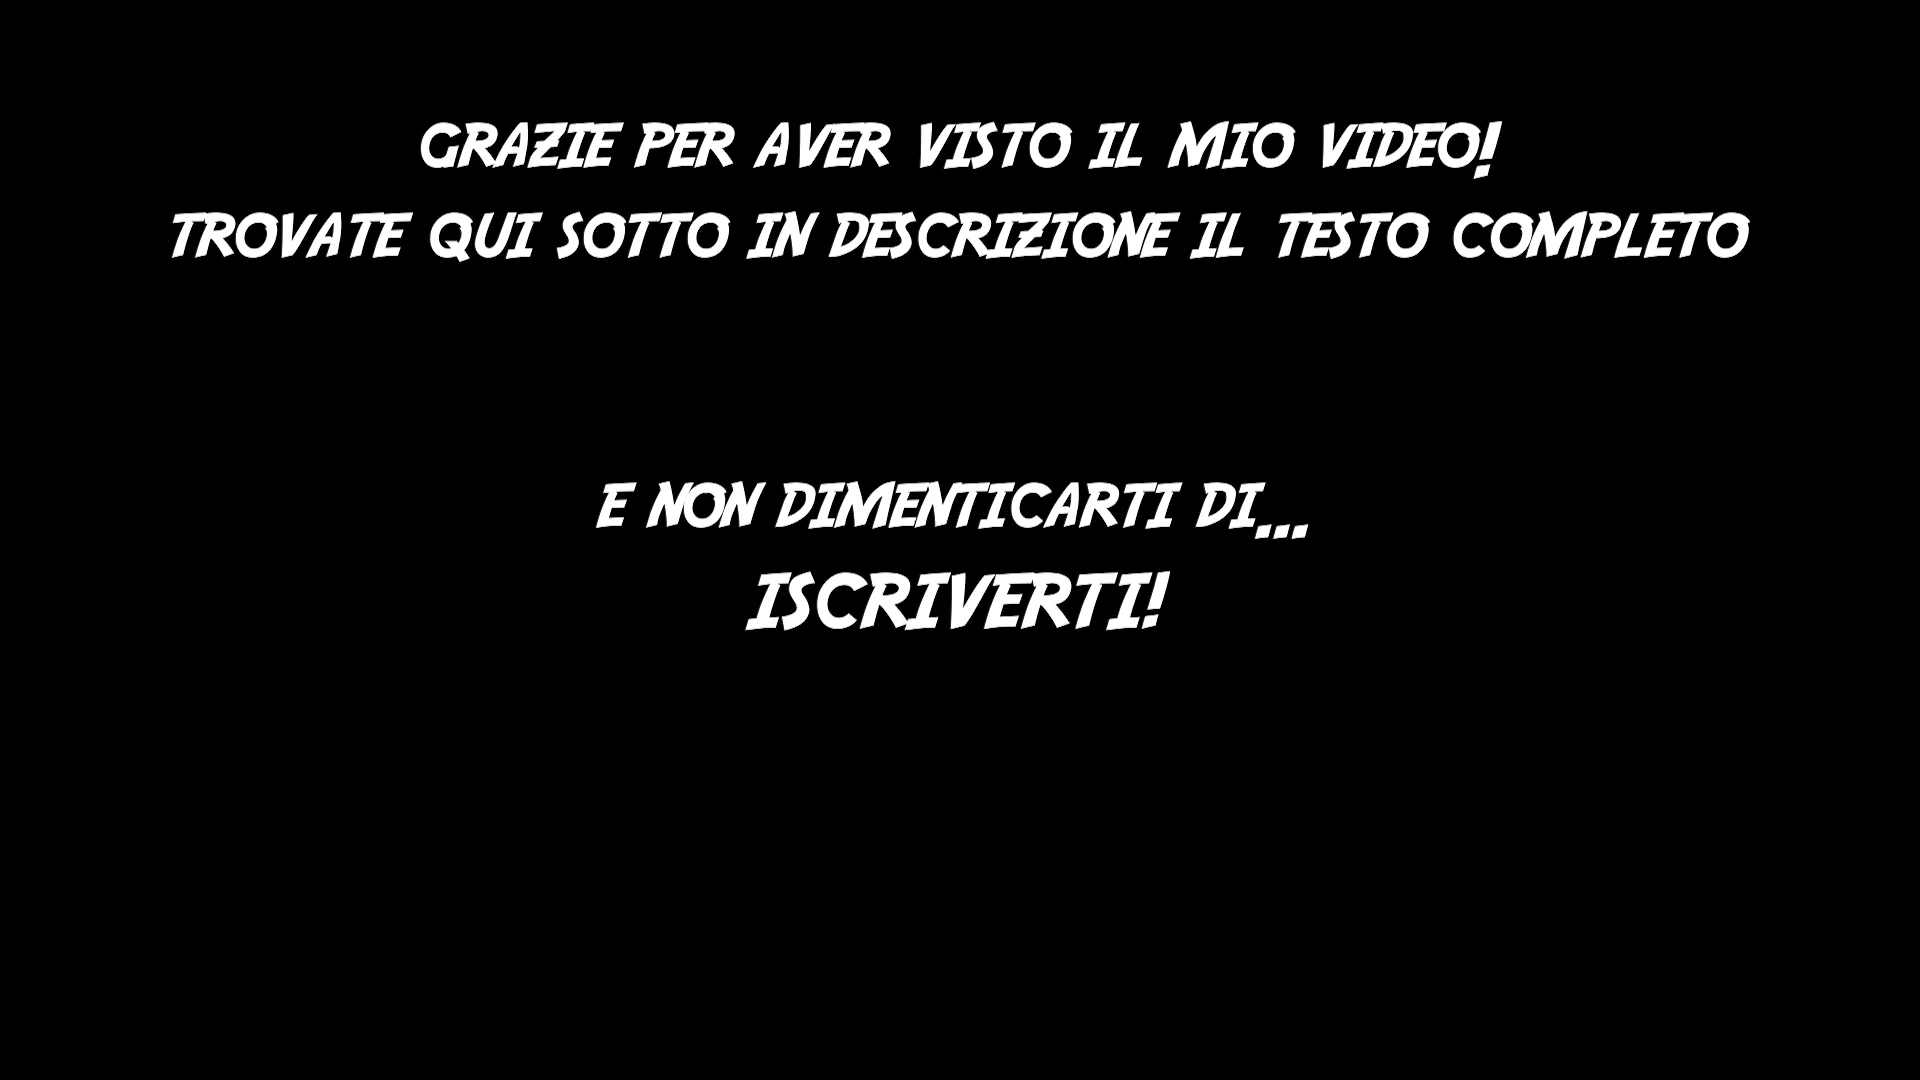 GRAZIE PER AVER VISTO IL MIO VIDEO!
TROVATE QUI SOTTO IN DESCRIZIONE IL TESTO COMPLETO
E NON DIMENTICARTI DI...
ISCRIVERTI!